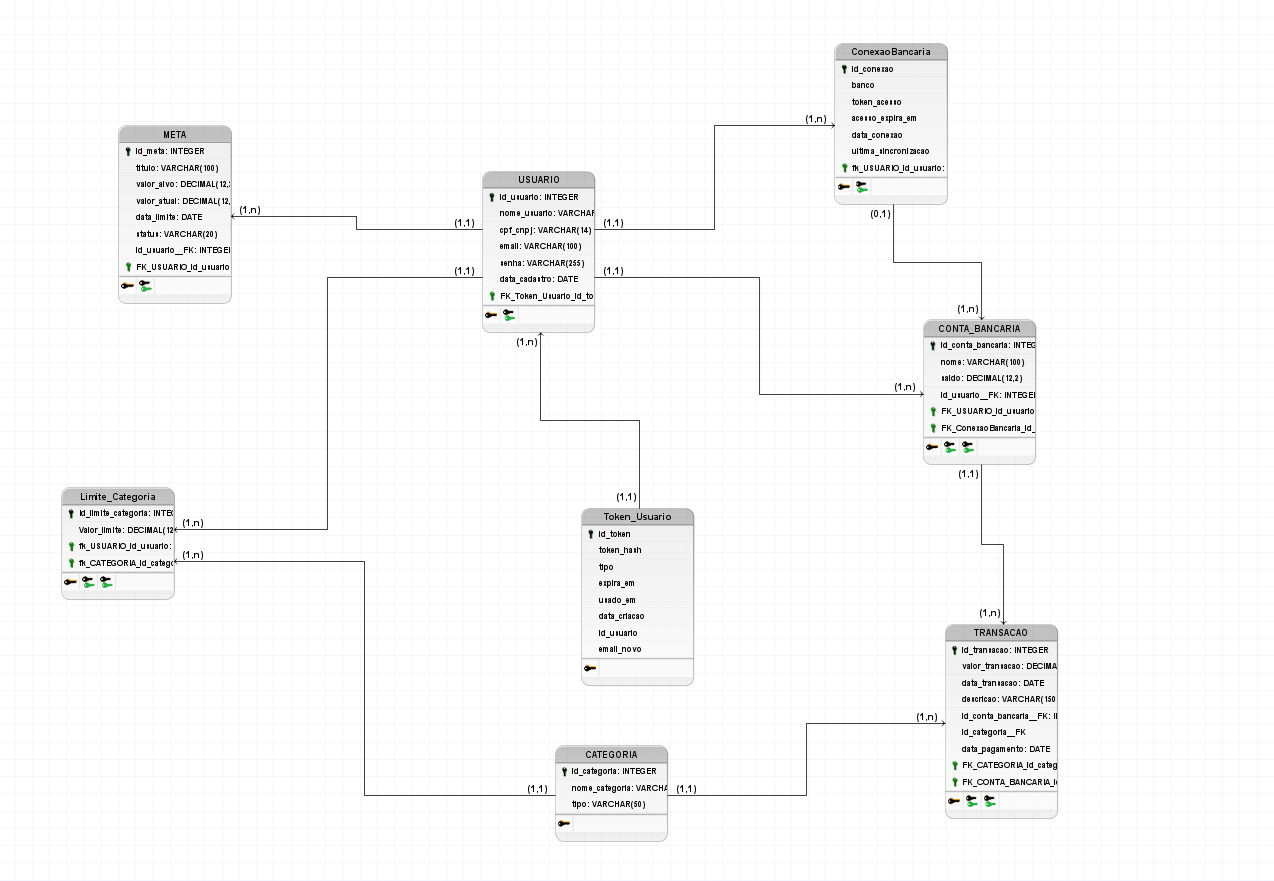 ConexaoBancaria
id_conexao
banco
token_acesso
acesso_expira_em
data_conexao
ultima_sincronizacao
fk_USUARIO_id_usuario:
(1,n)
(0,1)
META
id_meta: INTEGER
titulo: VARCHAR(100)
valor_alvo: DECIMAL(12,
valor_atual: DECIMAL(12,
data_limite: DATE
status: VARCHAR(20)
id_usuario__FK: INTEGE
FK_USUARIO_id_usuario
(1,n)
(1,1)
USUARIO
id_usuario: INTEGER
nome_usuario: VARCHAR
cpf_cnpj: VARCHAR(14)
email: VARCHAR(100)
senha: VARCHAR(255)
data_cadastro: DATE
FK_Token_Usuario_id_to
(1,1)
(1,1)
(1,1)
(1,n)
(1,n)
(1,n)
CONTA_BANCARIA
id_conta_bancaria: INTEG
nome: VARCHAR(100)
saldo: DECIMAL(12,2)
id_usuario__FK: INTEGE
FK_USUARIO_id_usuario
FK_ConexaoBancaria_id_
(1,1)
Limite_Categoria
id_limite_categoria: INTE
Valor_limite: DECIMAL(12
fk_USUARIO_id_usuario:
fk_CATEGORIA_id_catego
(1,n)
(1,n)
(1,1)
Token_Usuario
id_token
token_hash
tipo
expira_em
usado_em
data_criacao
id_usuario
email_novo
(1,n)
TRANSACAO
id_transacao: INTEGER
valor_transacao: DECIMA
data_transacao: DATE
descricao: VARCHAR(150
id_conta_bancaria__FK: I
id_categoria__FK
data_pagamento: DATE
FK_CATEGORIA_id_categ
FK_CONTA_BANCARIA_i
(1,n)
CATEGORIA
id_categoria: INTEGER
nome_categoria: VARCHA
tipo: VARCHAR(50)
(1,1)
(1,1)